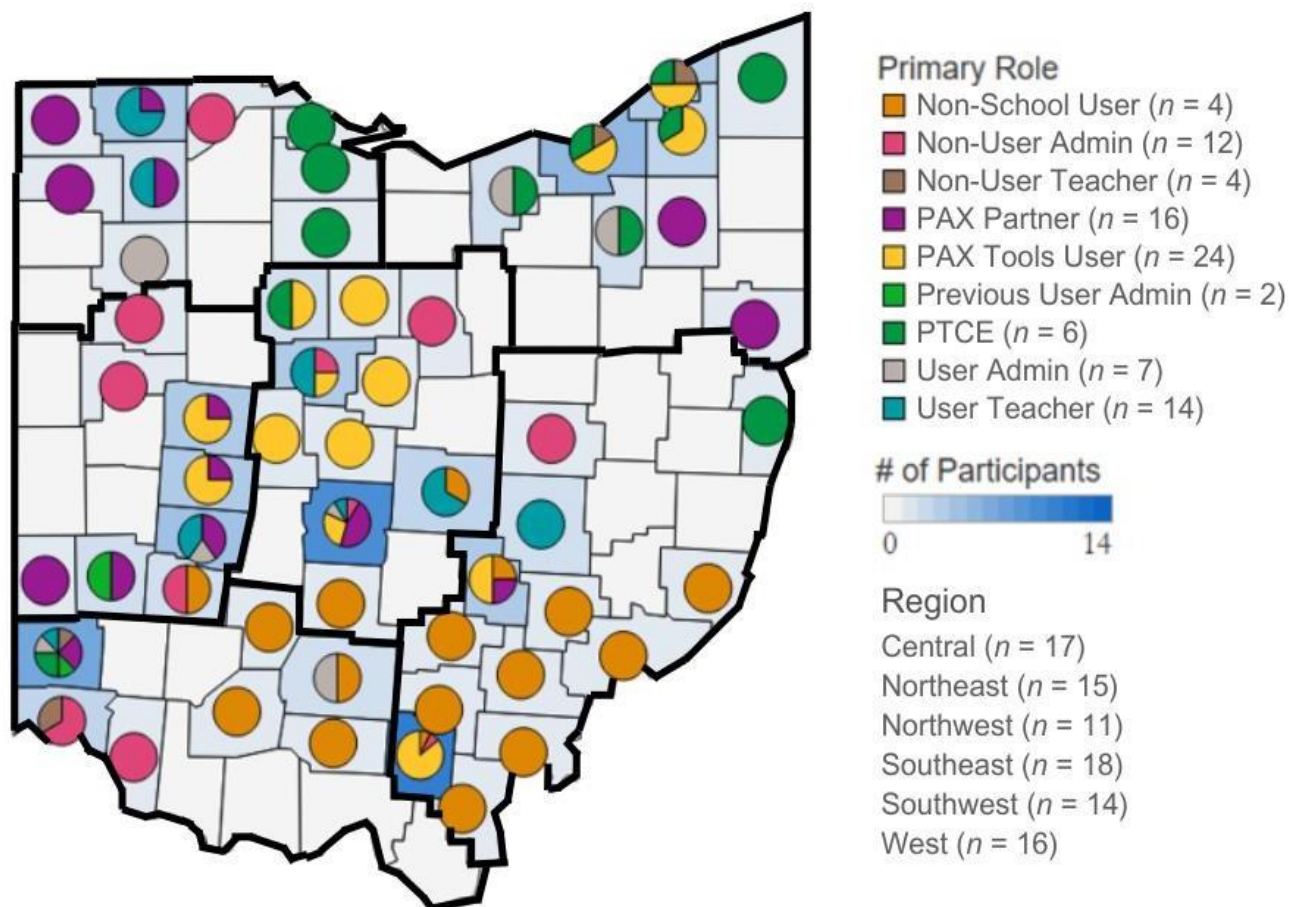 Primary Role
Non-School User (n = 4)
Non-User Admin (n = 12)
Non-User Teacher (n = 4)
PAX Partner (n = 16)
PAX Tools User (n = 24)
Previous User Admin (n = 2)
PTCE (n = 6)
User Admin (n = 7)
User Teacher (n = 14)
# of Participants
0 14
Region
Central (n = 17)
Northeast (n = 15)
Northwest (n = 11)
Southeast (n = 18)
Southwest (n = 14)
West (n = 16)